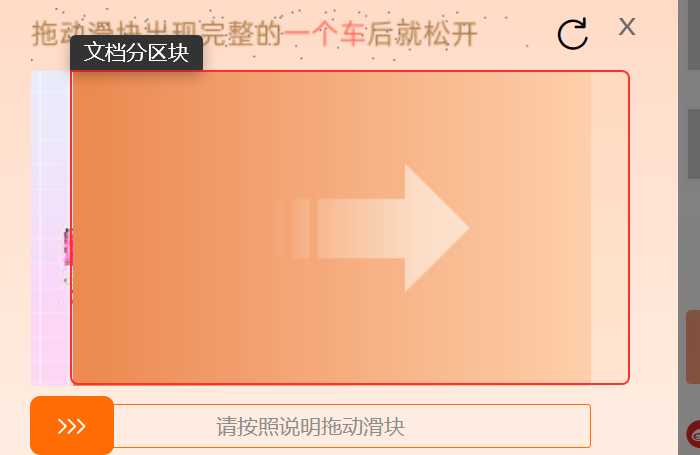 拖动滑块出现完整的一个车后就松开
X
文档分区块
请按照说明拖动滑块